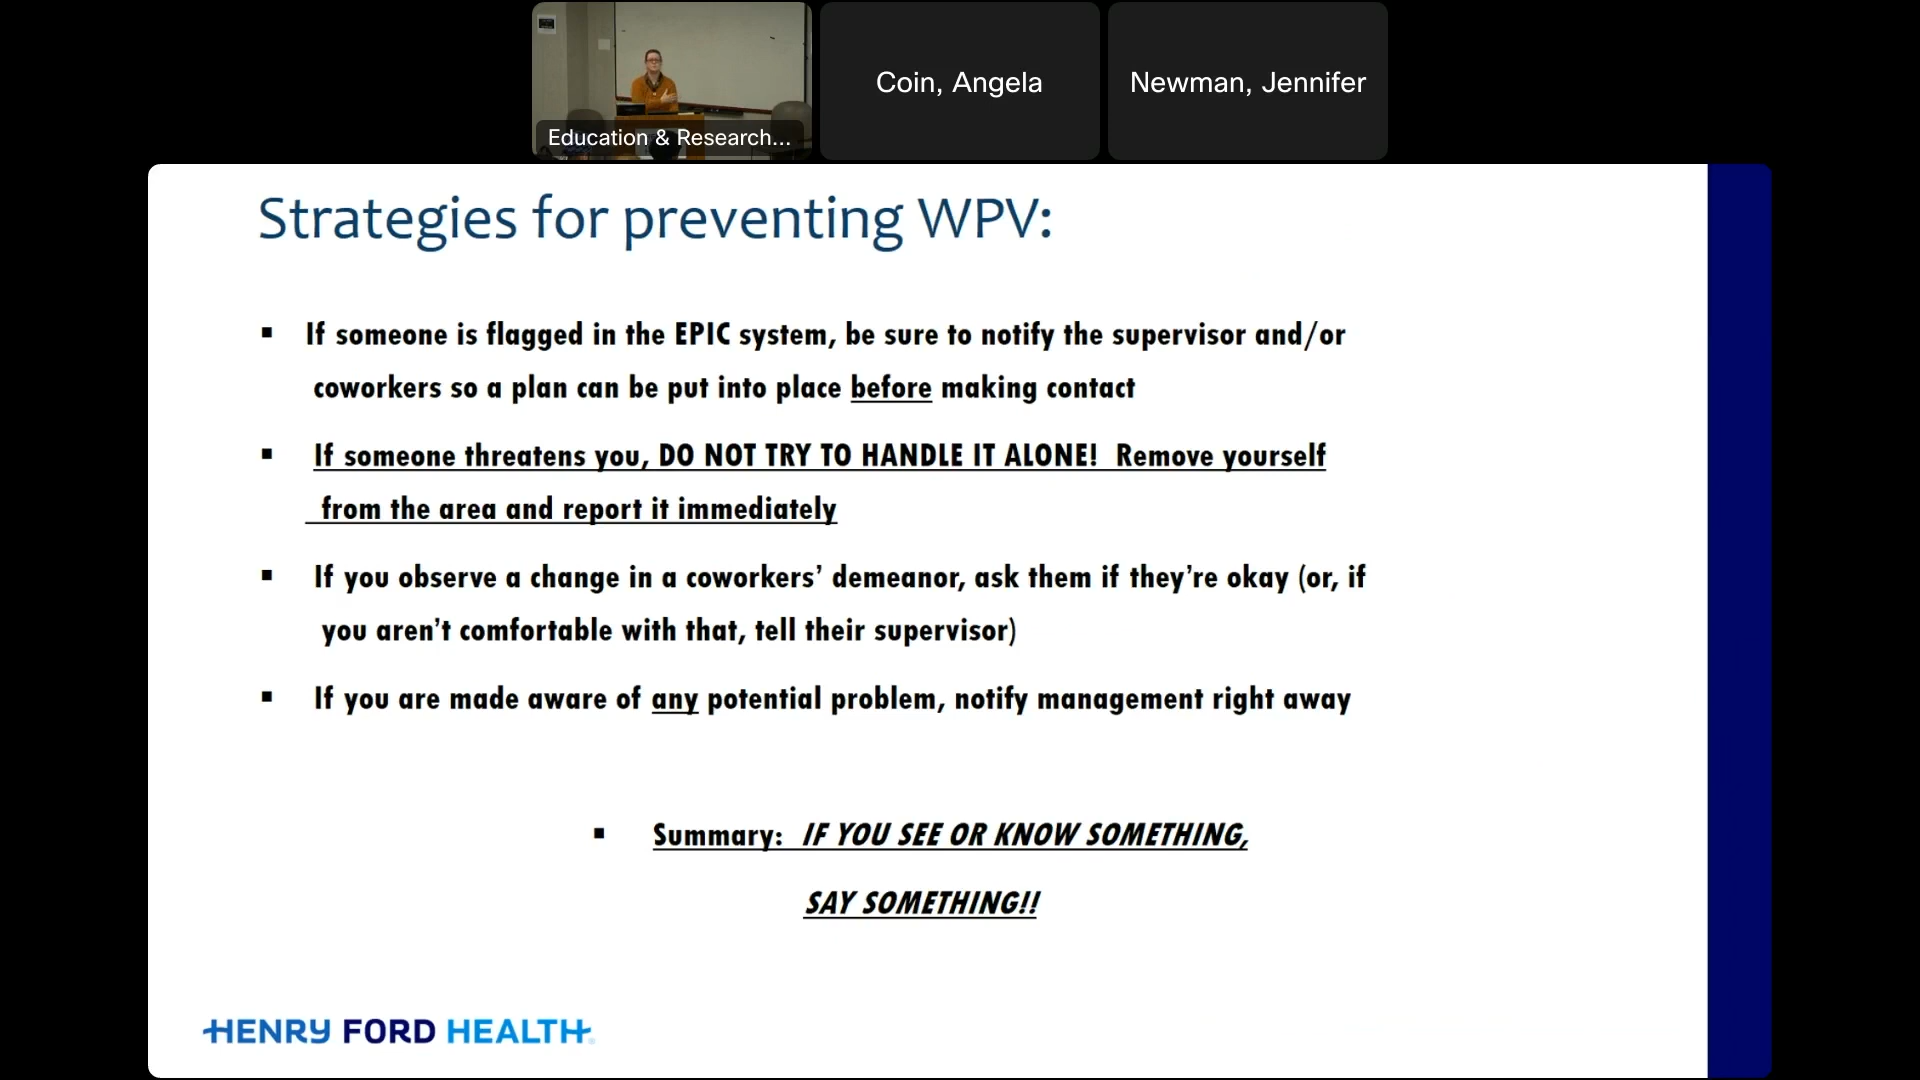 Education & Research...
Coin, Angela
Newman, Jennifer
Strategies for preventing WPV:
▪ If someone is flagged in the EPIC system, be sure to notify the supervisor and/or
coworkers so a plan can be put into place before making contact
▪ If someone threatens you, DO NOT TRY TO HANDLE IT ALONE! Remove yourself
from the area and report it immediately
▪ If you observe a change in a coworkers’ demeanor, ask them if they’re okay (or, if
you aren’t comfortable with that, tell their supervisor)
▪ If you are made aware of any potential problem, notify management right away
▪ Summary: IF YOU SEE OR KNOW SOMETHING,
SAY SOMETHING!!
HENRY FORD HEALTH